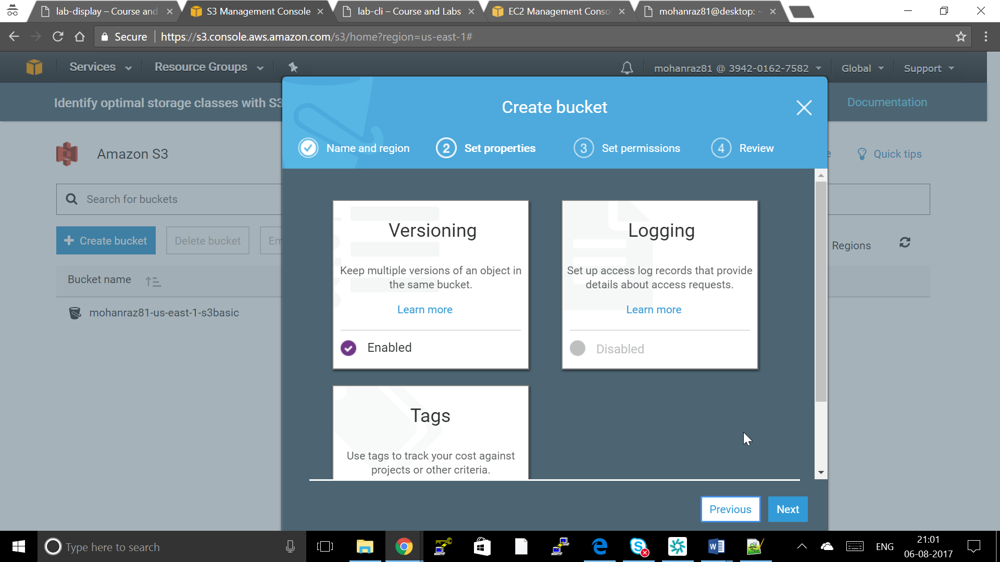 lab-display – Course and
S3 Management Console
lab-cli – Course and Labs
EC2 Management Conso
mohanraz81@desktop: ~
Secure
https://s3.console.aws.amazon.com/s3/home?region=us-east-1#
Services
Resource Groups
mohanraz81 @ 3942-0162-7582
Global
Support
Identify optimal storage classes with S3
Documentation
Create bucket
Name and region
2 Set properties
3 Set permissions
4 Review
Amazon S3
Quick tips
Search for buckets
Create bucket
Delete bucket
Em
Regions
Bucket name
mohanraz81-us-east-1-s3basic
Versioning
Keep multiple versions of an object in
the same bucket.
Learn more
Enabled
Logging
Set up access log records that provide
details about access requests.
Learn more
Disabled
Tags
Use tags to track your cost against
projects or other criteria.
Previous
Next
Type here to search
ENG
21:01
06-08-2017